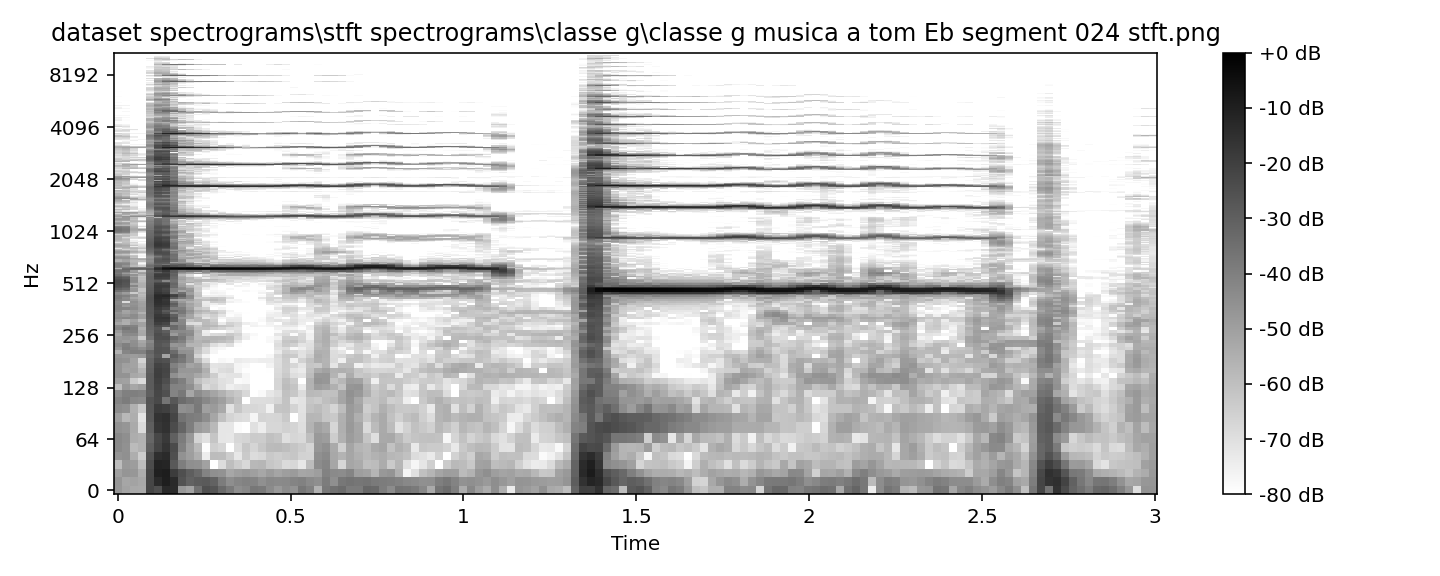 dataset spectrograms\stft spectrograms\classe g\classe g musica a tom Eb segment 024 stft.png
8192
4096
2048
1024
512
256
128
64
0
Hz
0
0.5
1
1.5
2
2.5
3
Time
+0 dB
-10 dB
-20 dB
-30 dB
-40 dB
-50 dB
-60 dB
-70 dB
-80 dB